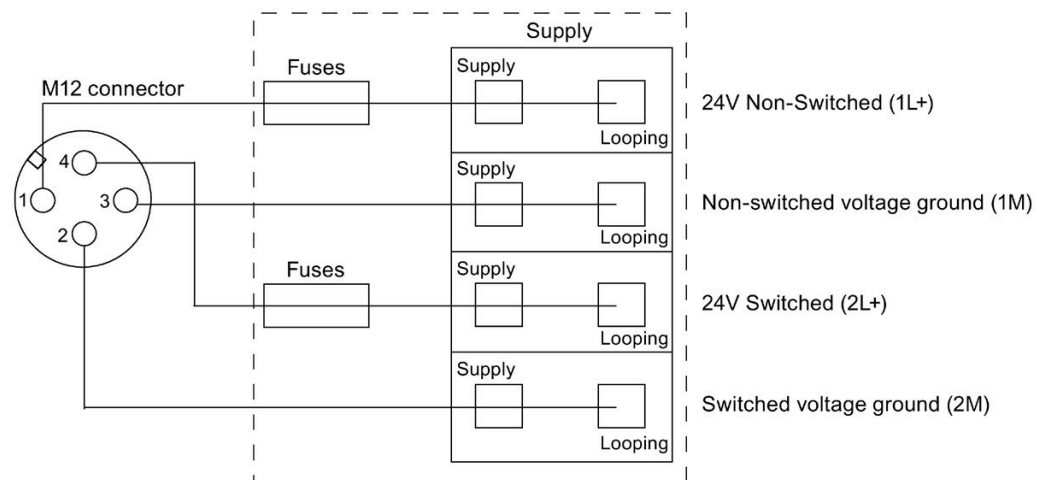 Supply
Fuses
Supply
M12 connector
24V Non-Switched (1L+)
Looping
4
Supply
1
3
Non-switched voltage ground (1M)
2
Looping
Fuses
Supply
24V Switched (2L+)
Looping
Supply
Switched voltage ground (2M)
Looping